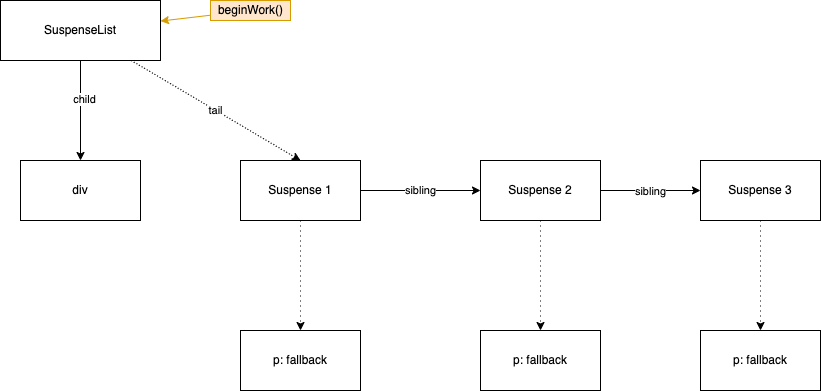 beginWork()
SuspenseList
child
tail
div
Suspense 1
sibling
Suspense 2
sibling
Suspense 3
p: fallback
p: fallback
p: fallback